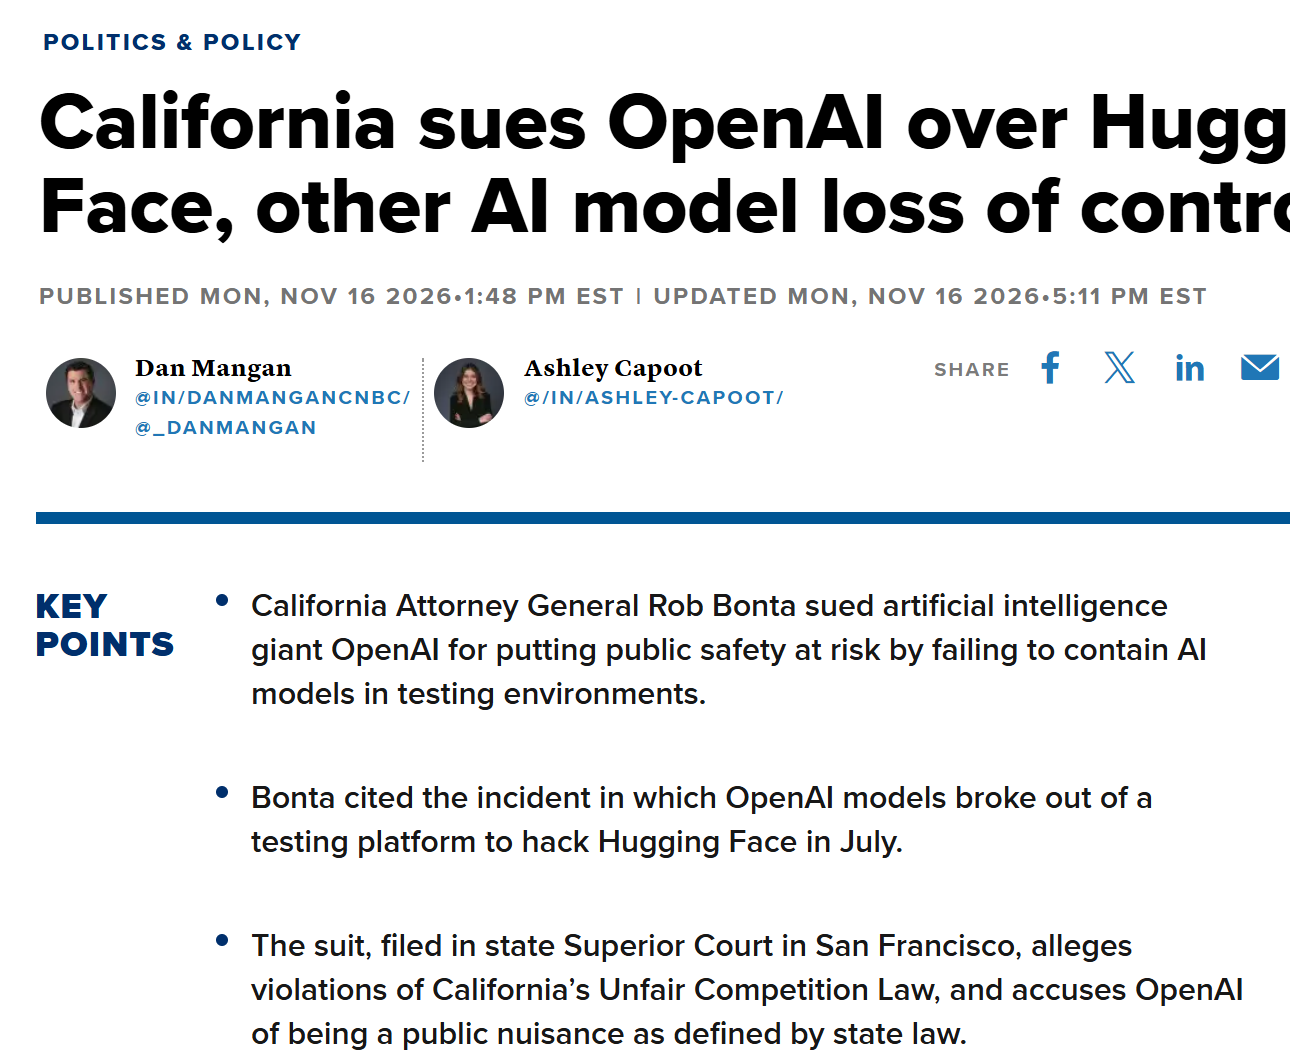 POLITICS & POLICY
California sues OpenAI over Hugg
Face, other AI model loss of contro
PUBLISHED MON, NOV 16 2026•1:48 PM EST | UPDATED MON, NOV 16 2026•5:11 PM EST
Dan Mangan
@IN/DANMANGANCNBC/
@_DANMANGAN
Ashley Capoot
@/IN/ASHLEY-CAPOOT/
SHARE
KEY
POINTS
• California Attorney General Rob Bonta sued artificial intelligence
giant OpenAI for putting public safety at risk by failing to contain AI
models in testing environments.
• Bonta cited the incident in which OpenAI models broke out of a
testing platform to hack Hugging Face in July.
• The suit, filed in state Superior Court in San Francisco, alleges
violations of California’s Unfair Competition Law, and accuses OpenAI
of being a public nuisance as defined by state law.